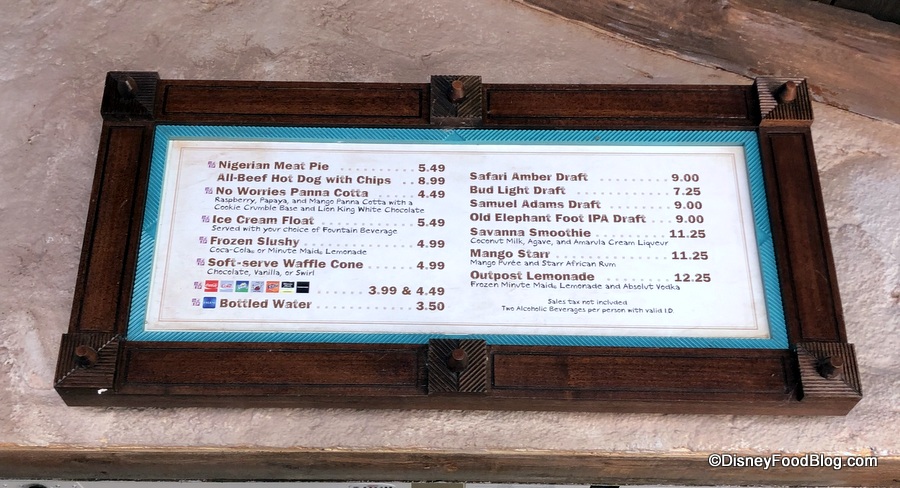 Nigerian Meat Pie 5.49
All-Beef Hot Dog with Chips 8.99
No Worries Panna Cotta 4.49
Raspberry, Papaya, and Mango Panna Cotta with a
Cookie Crumble Base and Lion King White Chocolate
Ice Cream Float 5.49
Served with your choice of Fountain Beverage
Frozen Slushy 4.99
Coca-Cola® or Minute Maid® Lemonade
Soft-serve Waffle Cone 4.99
Chocolate, Vanilla, or Swirl
3.99 & 4.49
Bottled Water 3.50
Safari Amber Draft 9.00
Bud Light Draft 7.25
Samuel Adams Draft 9.00
Old Elephant Foot IPA Draft 9.00
Savanna Smoothie 11.25
Coconut Milk, Agave, and Amarula Cream Liqueur
Mango Starr 11.25
Mango Purée and Starr African Rum
Outpost Lemonade 12.25
Frozen Minute Maid® Lemonade and Absolut Vodka
Sales tax not included
Two Alcoholic Beverages per person with valid I.D.
©DisneyFoodBlog.com